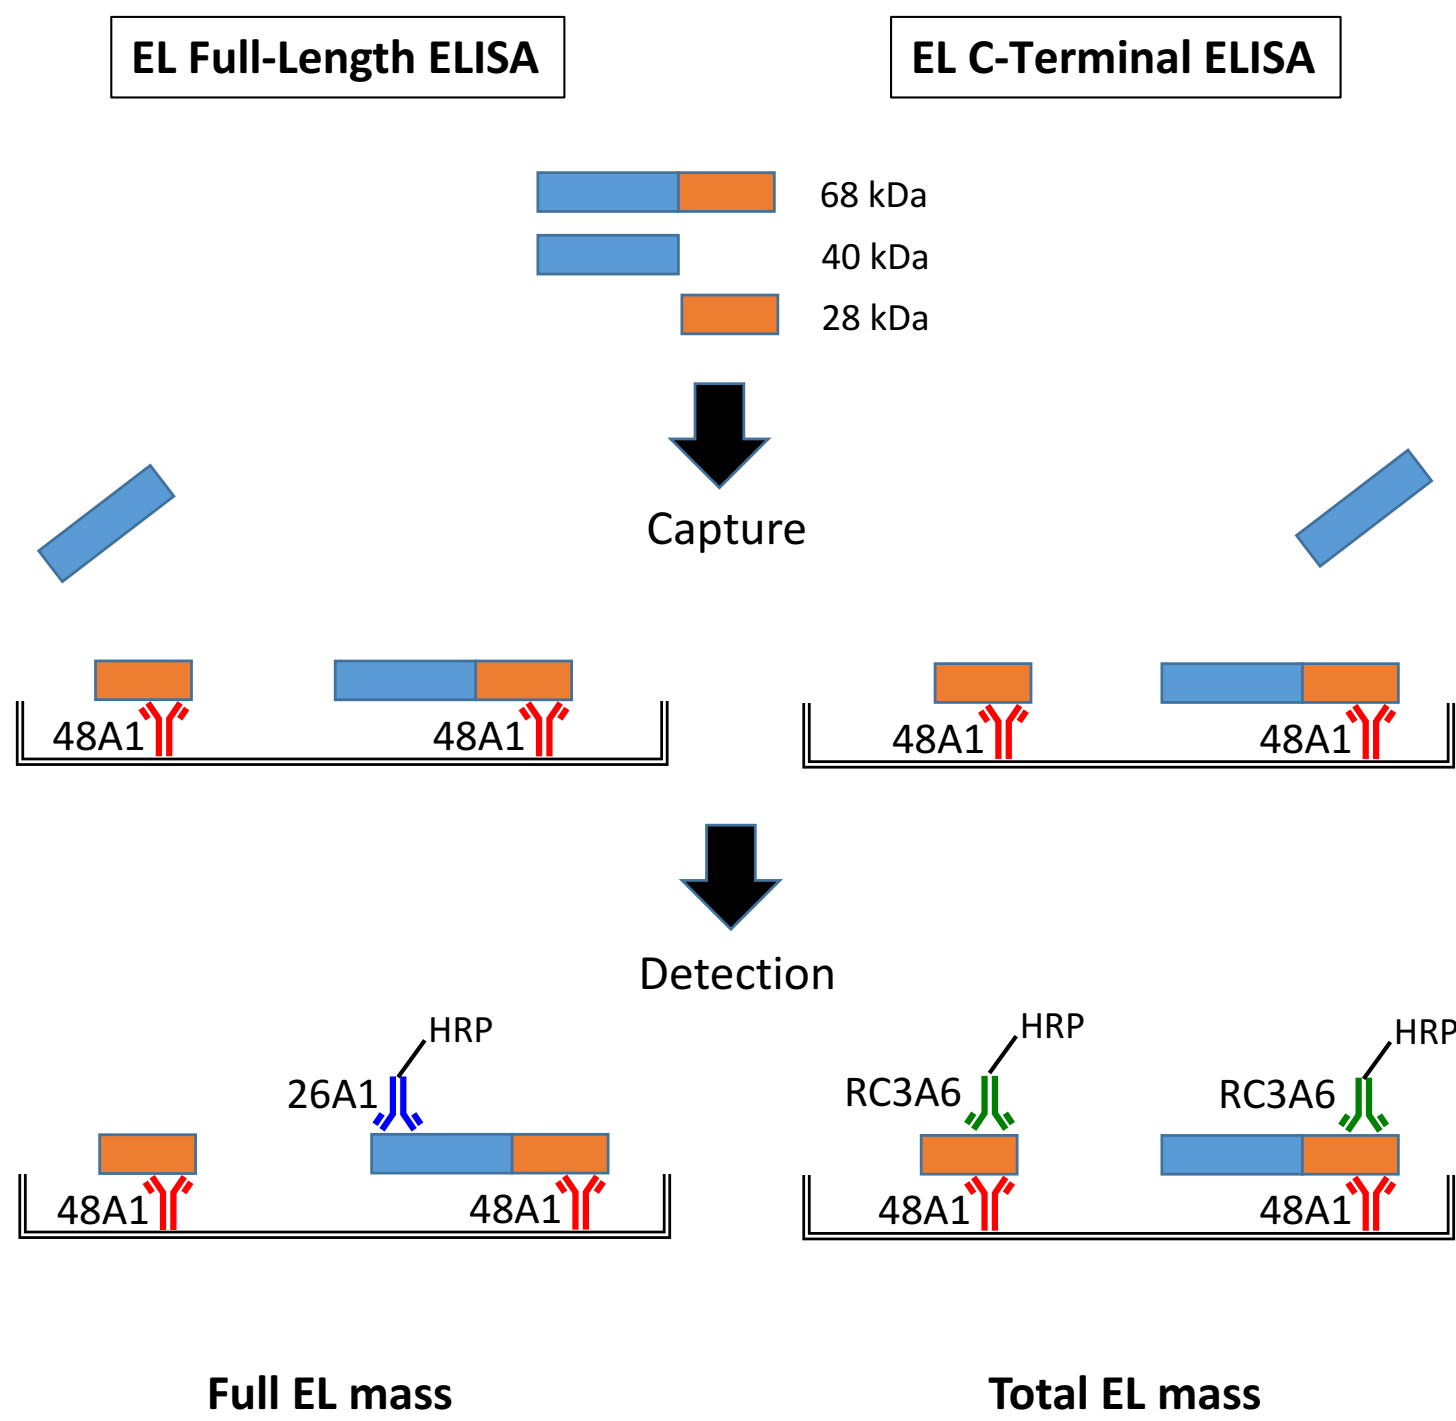 EL Full-Length ELISA
EL C-Terminal ELISA
68 kDa
40 kDa
28 kDa
Capture
48A1
48A1
48A1
48A1
Detection
HRP
26A1
HRP
RC3A6
HRP
RC3A6
48A1
48A1
48A1
48A1
Full EL mass
Total EL mass